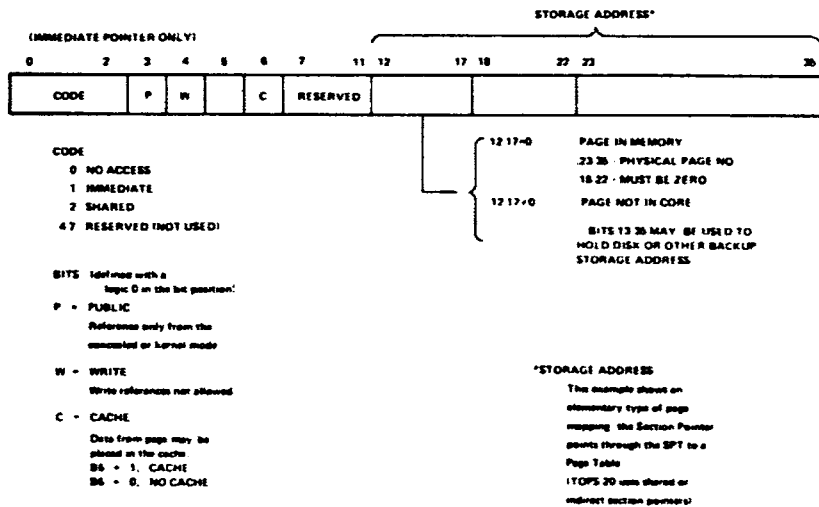 STORAGE ADDRESS*
(IMMEDIATE POINTER ONLY)
0 2 3 4 5 6 7 11 12 17 18 22 23 35
CODE P W C RESERVED
CODE
0 NO ACCESS
1 IMMEDIATE
2 SHARED
4 7 RESERVED (NOT USED)
12 17=0 PAGE IN MEMORY
23 35 - PHYSICAL PAGE NO
18-22 - MUST BE ZERO
PAGE NOT IN CORE
BITS 13 35 MAY BE USED TO
HOLD DISK OR OTHER BACKUP
STORAGE ADDRESS
BITS (defined with a
logic 0 in the bit position)
P = PUBLIC
Reference only from the
concealed or kernel mode
W = WRITE
Write references not allowed
C = CACHE
Data from page may be
placed in the cache
B6 = 1, CACHE
B6 = 0, NO CACHE
*STORAGE ADDRESS
This example shows an
elementary type of page
mapping the Section Pointer
points through the SPT to a
Page Table
(TOPS 20 uses shared or
indirect section pointers)